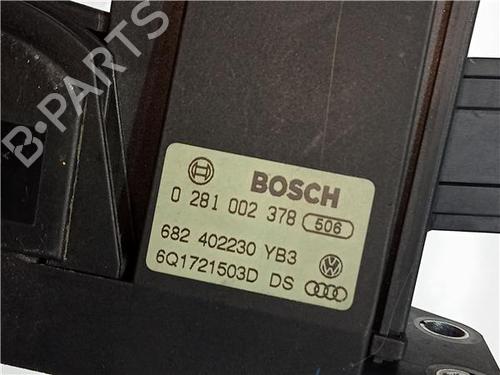 B-PARTS
BOSCH
0 281 002 378 506
682 402230 YB3
6Q1721503D DS